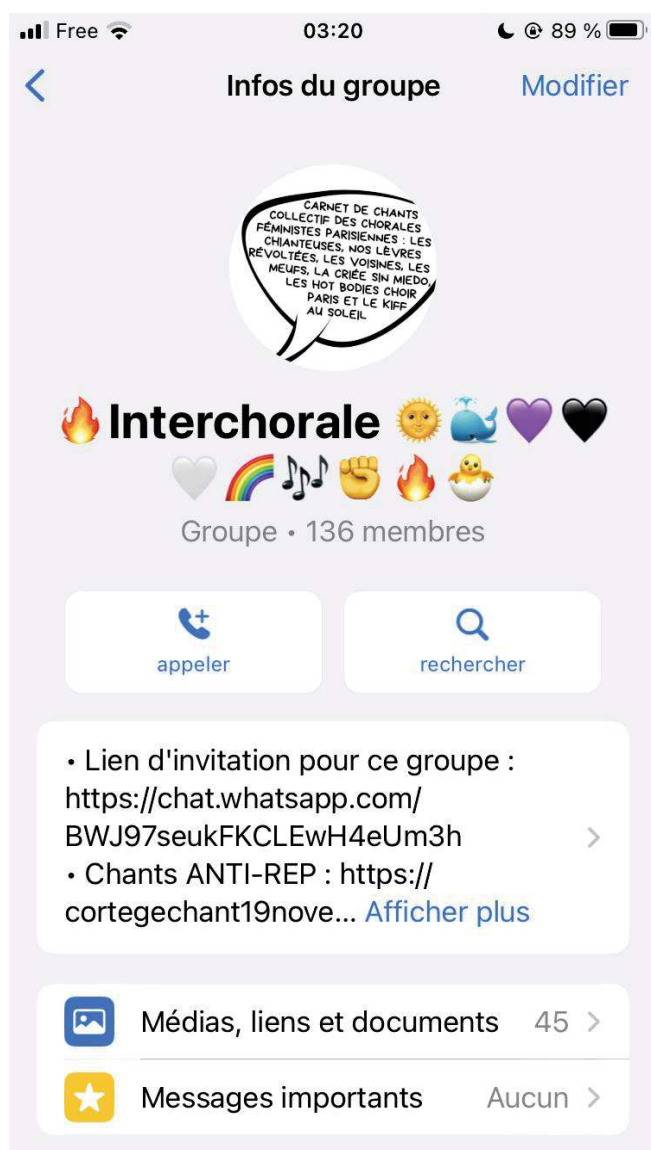 Free 03:20 89 %
Infos du groupe Modifier
CARNET DE CHANTS
COLLECTIF DES CHORALES
FÉMINISTES PARISIENNES : LES
CHIANTEUSES, NOS LÈVRES
RÉVOLTÉES, LES VOISINES, LES
MEUFS, LA CRIÉE SIN MIEDO,
LES HOT BODIES CHOIR
PARIS ET LE KIFF
AU SOLEIL
🔥Interchorale 🌞🐳💜🖤
🤍🌈🎶✊🔥🐣
Groupe • 136 membres
appeler rechercher
• Lien d'invitation pour ce groupe :
https://chat.whatsapp.com/
BWJ97seukFKCLEwH4eUm3h
• Chants ANTI-REP : https://
cortegechant19nove... Afficher plus
Médias, liens et documents 45
Messages importants Aucun